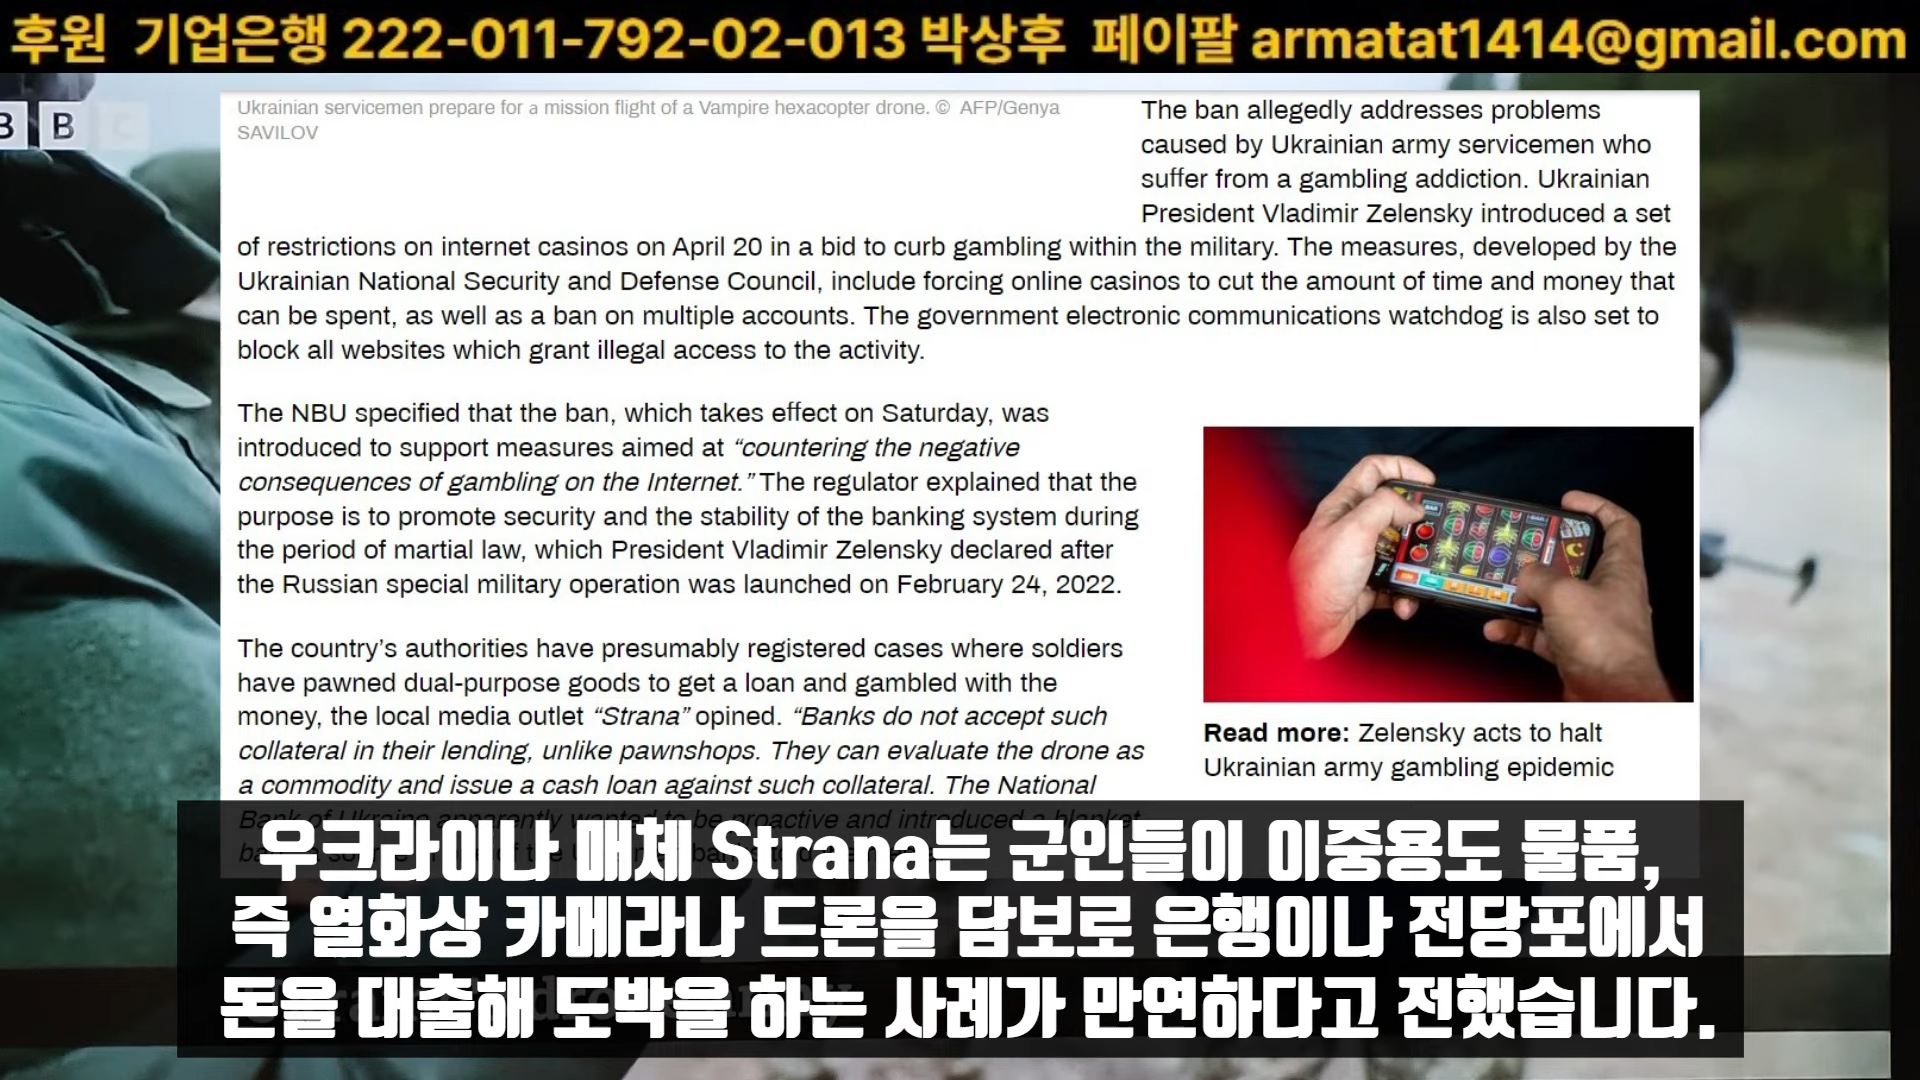 후원 기업은행 222-011-792-02-013 박상후 페이팔 armatat1414@gmail.com
B B C
Ukrainian servicemen prepare for a mission flight of a Vampire hexacopter drone. © AFP/Genya
SAVILOV
The ban allegedly addresses problems
caused by Ukrainian army servicemen who
suffer from a gambling addiction. Ukrainian
President Vladimir Zelensky introduced a set
of restrictions on internet casinos on April 20 in a bid to curb gambling within the military. The measures, developed by the
Ukrainian National Security and Defense Council, include forcing online casinos to cut the amount of time and money that
can be spent, as well as a ban on multiple accounts. The government electronic communications watchdog is also set to
block all websites which grant illegal access to the activity.
The NBU specified that the ban, which takes effect on Saturday, was
introduced to support measures aimed at “countering the negative
consequences of gambling on the Internet.” The regulator explained that the
purpose is to promote security and the stability of the banking system during
the period of martial law, which President Vladimir Zelensky declared after
the Russian special military operation was launched on February 24, 2022.
The country’s authorities have presumably registered cases where soldiers
have pawned dual-purpose goods to get a loan and gambled with the
money, the local media outlet “Strana” opined. “Banks do not accept such
collateral in their lending, unlike pawnshops. They can evaluate the drone as
a commodity and issue a cash loan against such collateral. The National
Bank of Ukraine apparently wanted to be proactive and introduced a blanket
Read more: Zelensky acts to halt
Ukrainian army gambling epidemic
우크라이나 매체 Strana는 군인들이 이중용도 물품,
즉 열화상 카메라나 드론을 담보로 은행이나 전당포에서
돈을 대출해 도박을 하는 사례가 만연하다고 전했습니다.